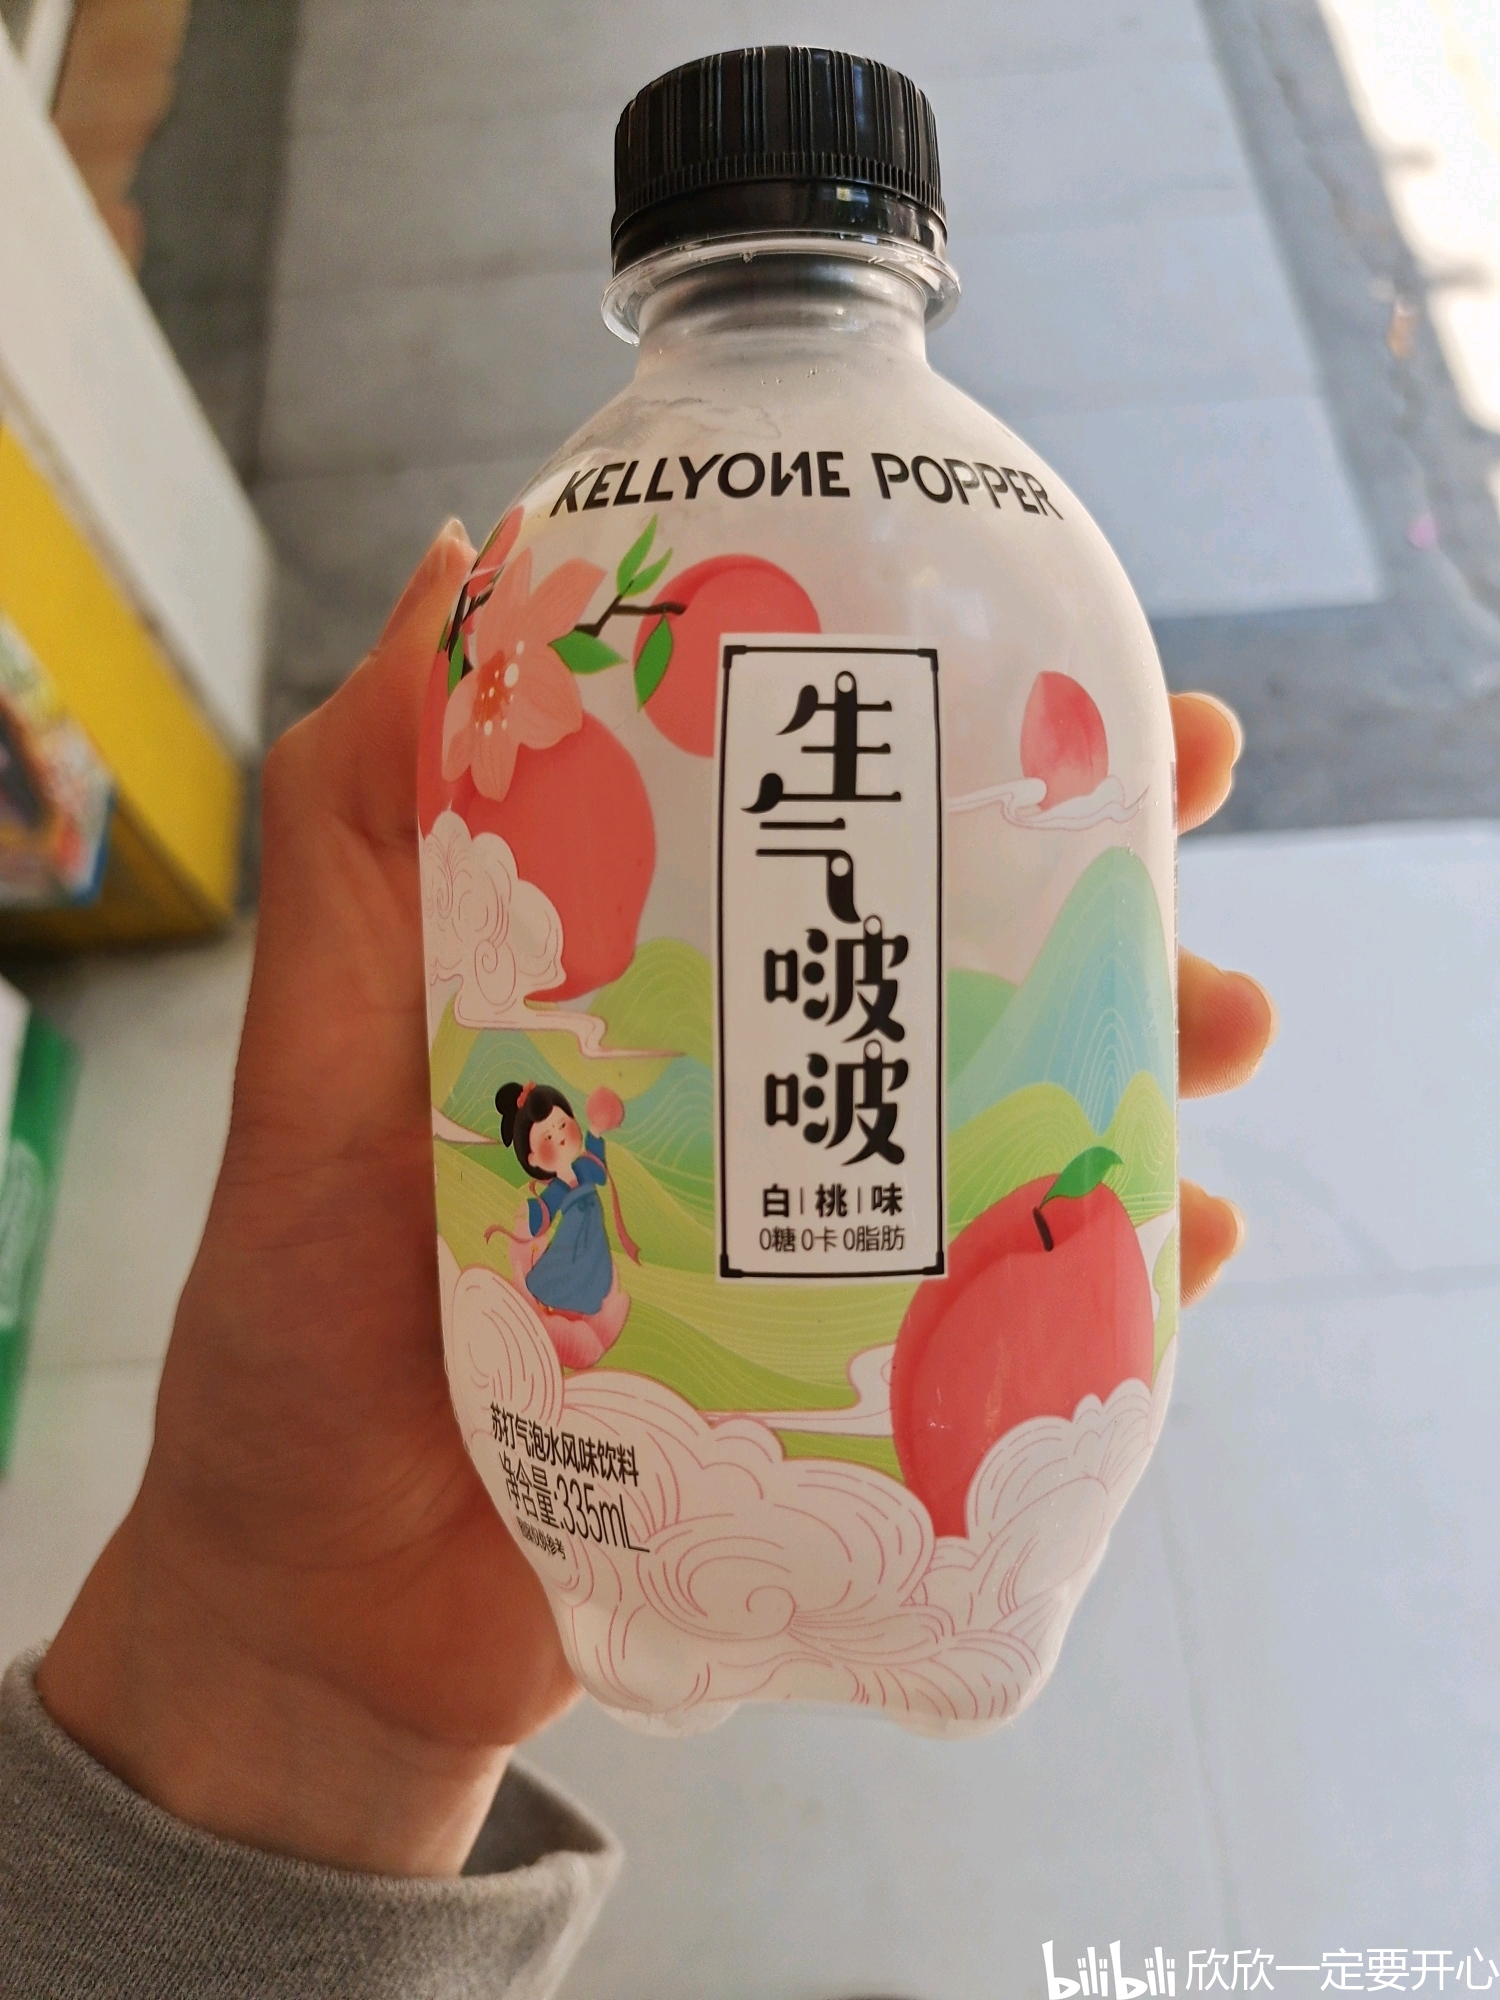 KELLYONE POPPER
生气啵啵
白|桃|味
0糖0卡0脂肪
苏打气泡水风味饮料
净含量:335mL
bilibili 欣欣一定要开心